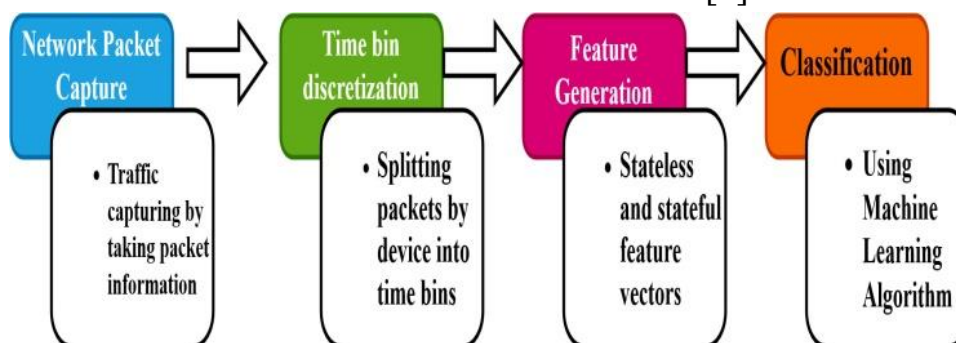 Network Packet
Capture
• Traffic
capturing by
taking packet
information
Time bin
discretization
• Splitting
packets by
device into
time bins
Feature
Generation
• Stateless
and stateful
feature
vectors
Classification
• Using
Machine
Learning
Algorithm